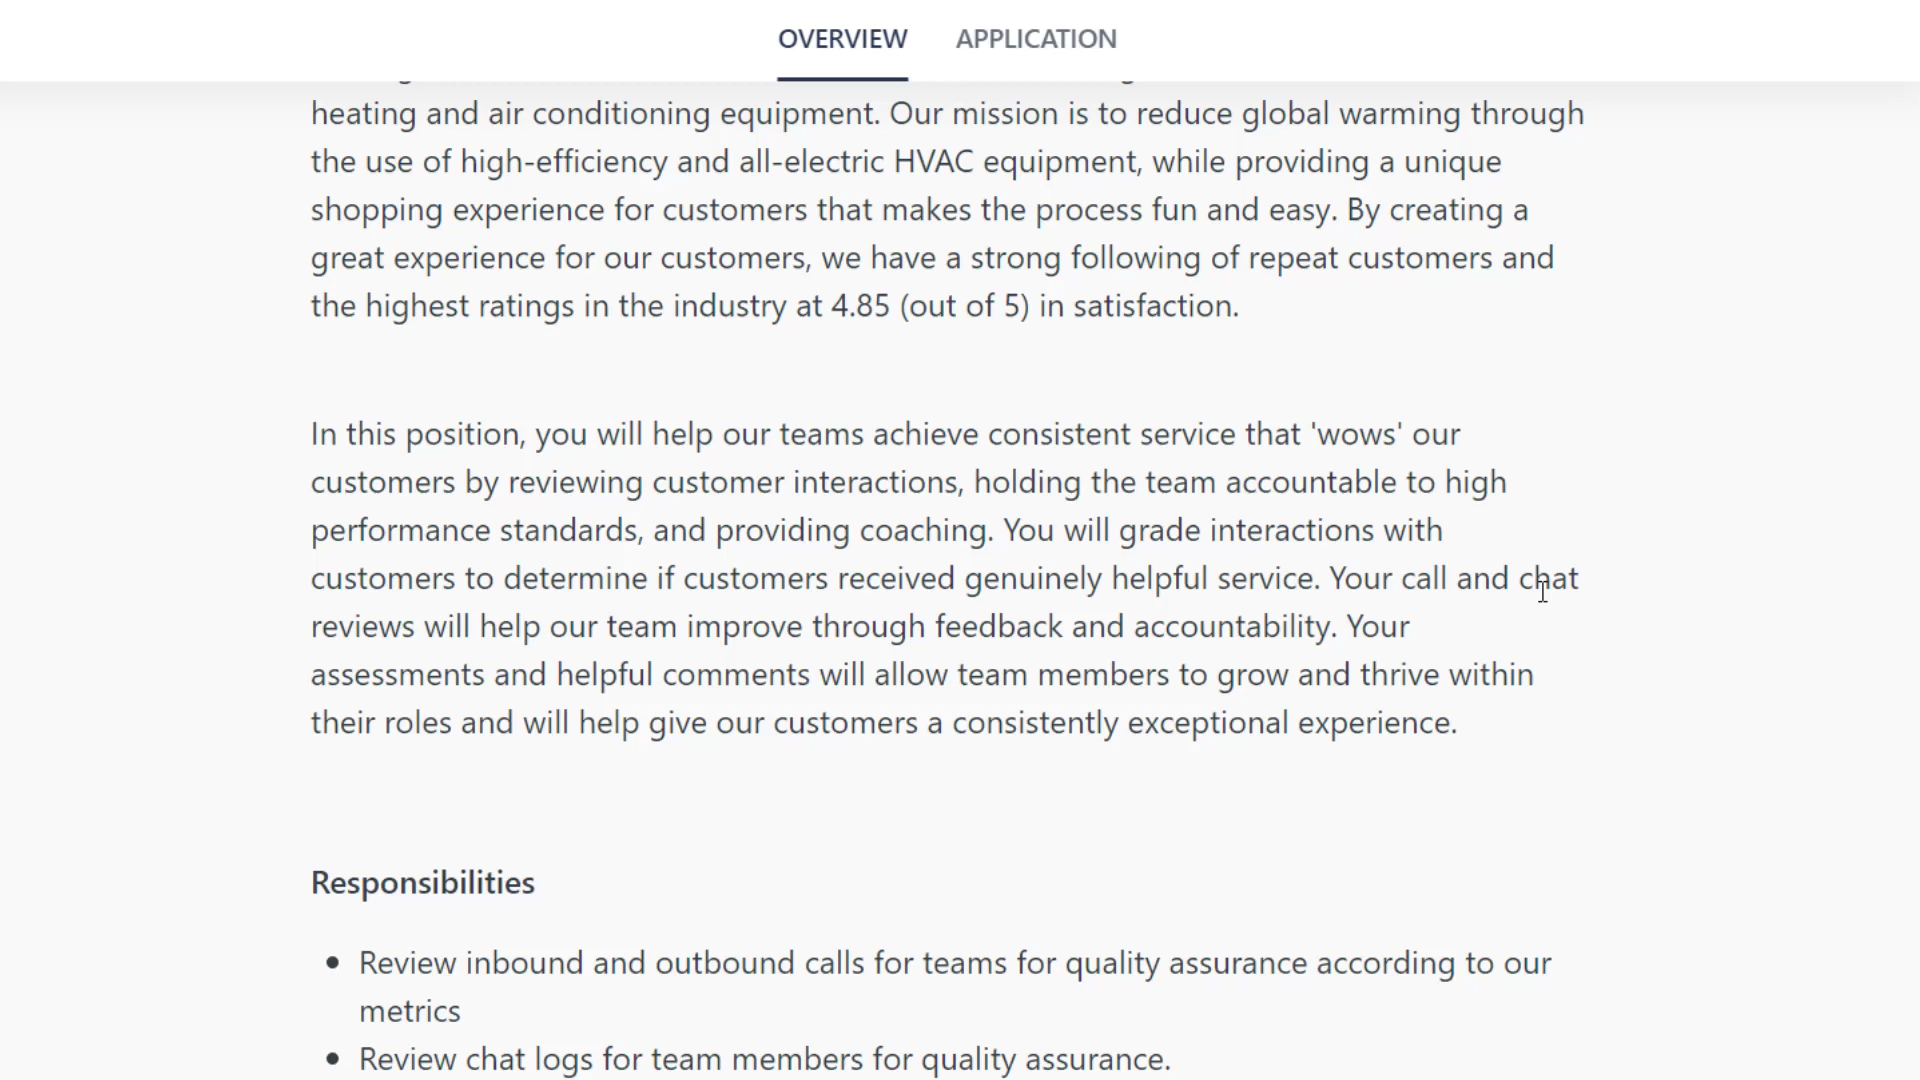 OVERVIEW APPLICATION
heating and air conditioning equipment. Our mission is to reduce global warming through
the use of high-efficiency and all-electric HVAC equipment, while providing a unique
shopping experience for customers that makes the process fun and easy. By creating a
great experience for our customers, we have a strong following of repeat customers and
the highest ratings in the industry at 4.85 (out of 5) in satisfaction.
In this position, you will help our teams achieve consistent service that 'wows' our
customers by reviewing customer interactions, holding the team accountable to high
performance standards, and providing coaching. You will grade interactions with
customers to determine if customers received genuinely helpful service. Your call and chat
reviews will help our team improve through feedback and accountability. Your
assessments and helpful comments will allow team members to grow and thrive within
their roles and will help give our customers a consistently exceptional experience.
Responsibilities
• Review inbound and outbound calls for teams for quality assurance according to our
metrics
• Review chat logs for team members for quality assurance.